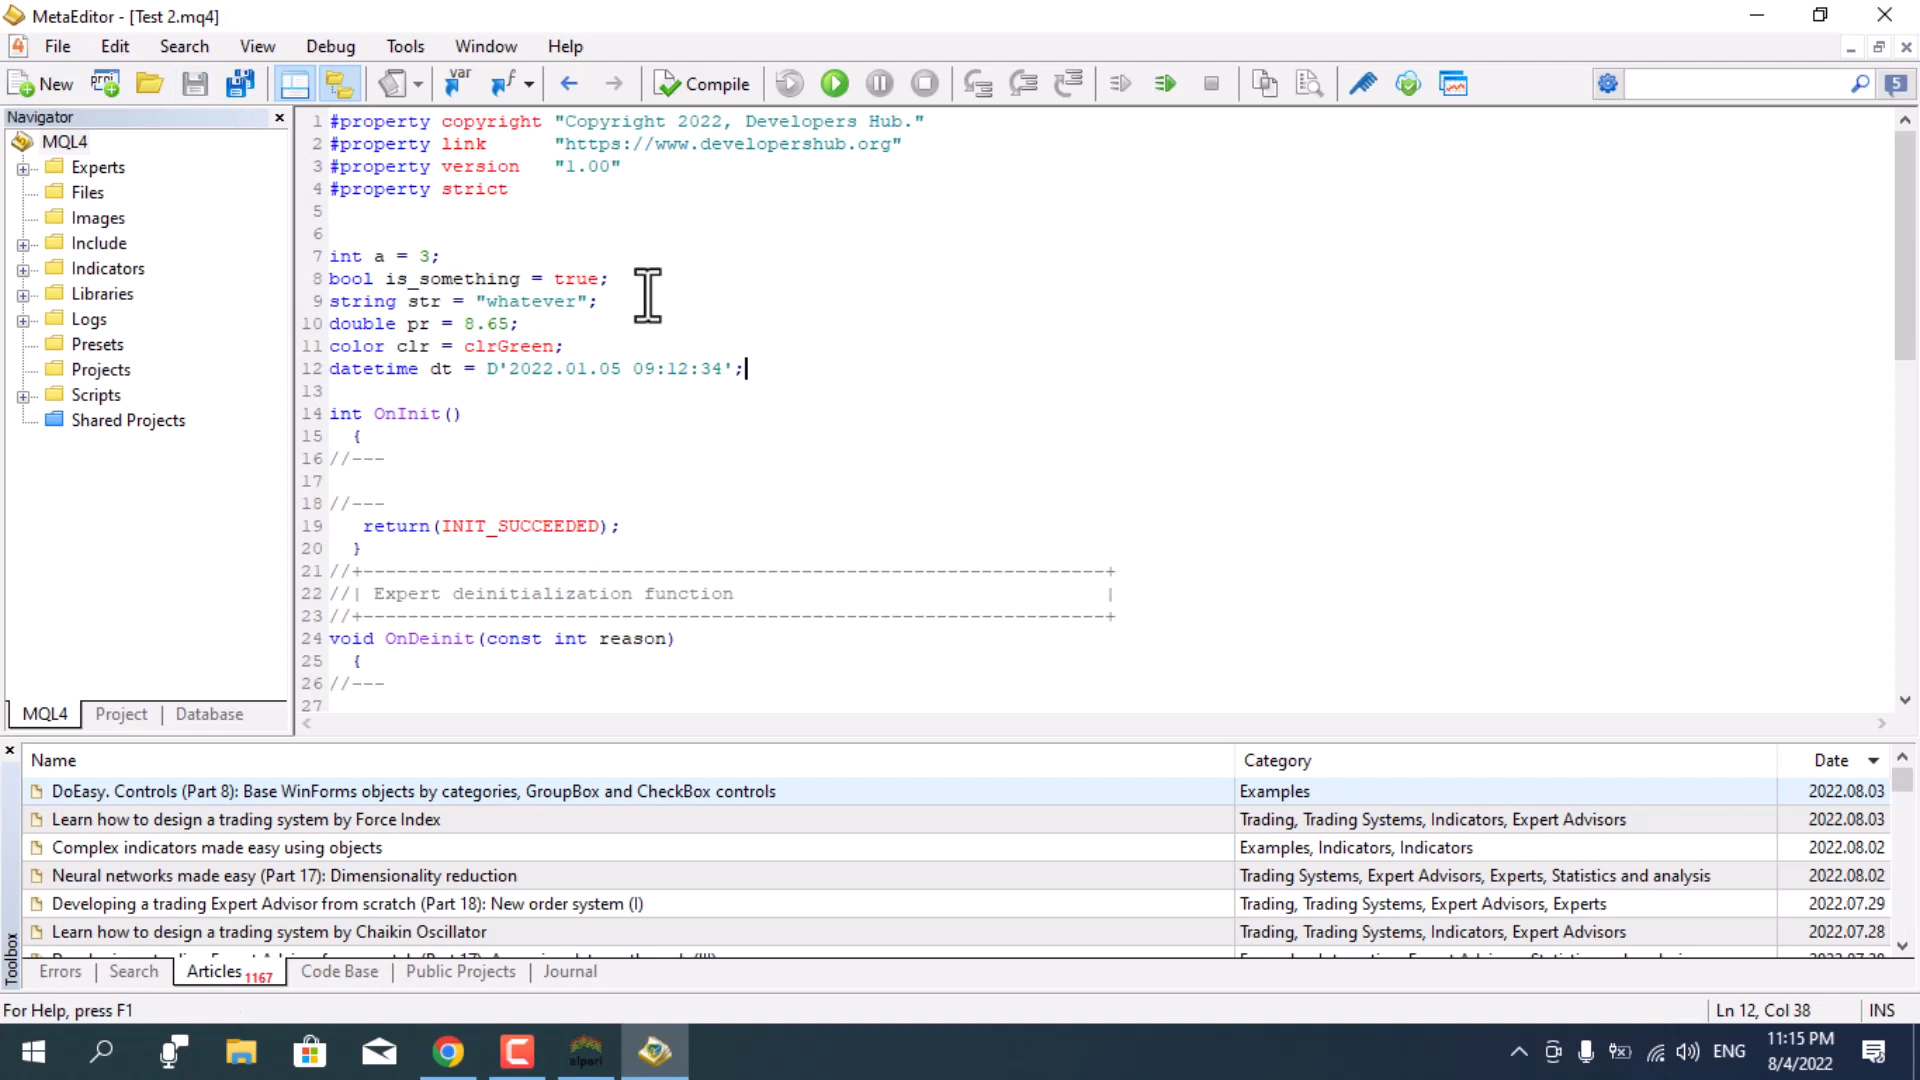 MetaEditor - [Test 2.mq4]
File Edit Search View Debug Tools Window Help
New var f Compile 5
Navigator
MQL4
Experts
Files
Images
Include
Indicators
Libraries
Logs
Presets
Projects
Scripts
Shared Projects
MQL4 Project Database
1 #property copyright "Copyright 2022, Developers Hub."
2 #property link "https://www.developershub.org"
3 #property version "1.00"
4 #property strict
5
6
7 int a = 3;
8 bool is_something = true;
9 string str = "whatever";
10 double pr = 8.65;
11 color clr = clrGreen;
12 datetime dt = D'2022.01.05 09:12:34';
13
14 int OnInit()
15 {
16 //---
17
18 //---
19 return(INIT_SUCCEEDED);
20 }
21 //+------------------------------------------------------------------+
22 //| Expert deinitialization function |
23 //+------------------------------------------------------------------+
24 void OnDeinit(const int reason)
25 {
26 //---
27
Name Category Date
DoEasy. Controls (Part 8): Base WinForms objects by categories, GroupBox and CheckBox controls Examples 2022.08.03
Learn how to design a trading system by Force Index Trading, Trading Systems, Indicators, Expert Advisors 2022.08.03
Complex indicators made easy using objects Examples, Indicators, Indicators 2022.08.02
Neural networks made easy (Part 17): Dimensionality reduction Trading Systems, Expert Advisors, Experts, Statistics and analysis 2022.08.02
Developing a trading Expert Advisor from scratch (Part 18): New order system (I) Trading, Trading Systems, Expert Advisors, Experts 2022.07.29
Learn how to design a trading system by Chaikin Oscillator Trading, Trading Systems, Indicators, Expert Advisors 2022.07.28
Toolbox
Errors Search Articles 1167 Code Base Public Projects Journal
For Help, press F1 Ln 12, Col 38 INS
alpari ENG 11:15 PM
8/4/2022